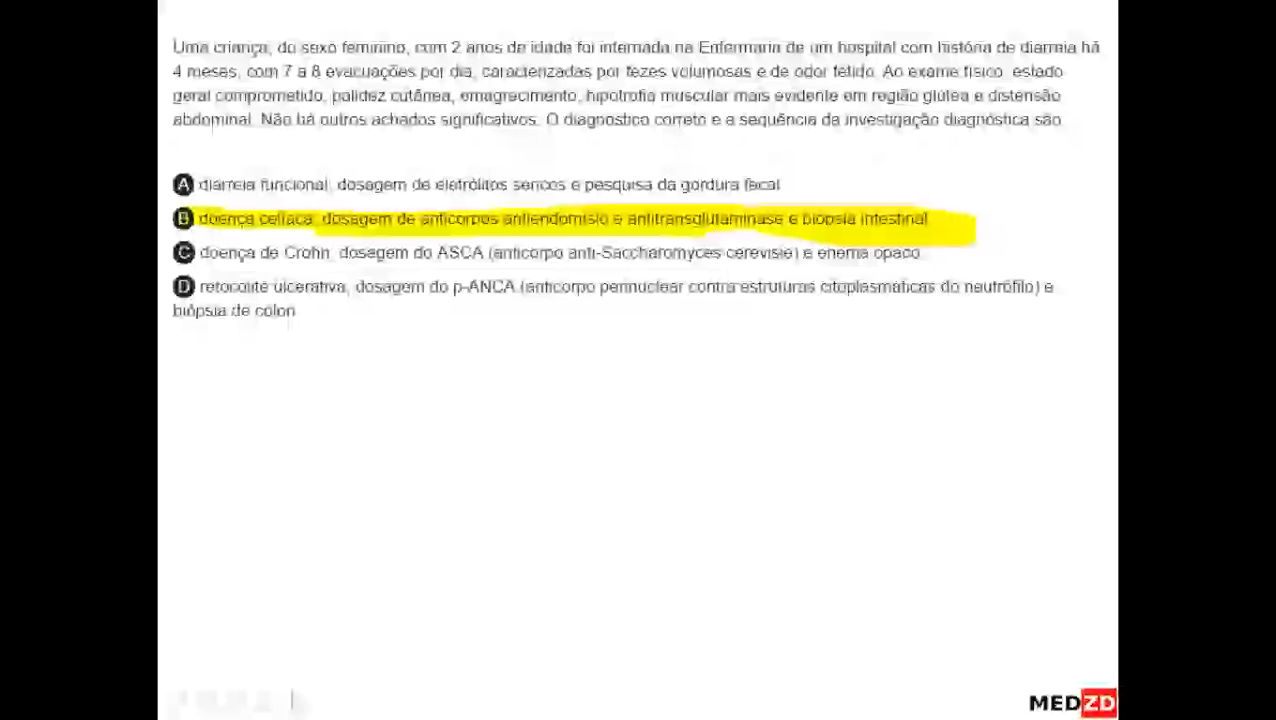 Uma criança, do sexo feminino, com 2 anos de idade foi internada na Enfermaria de um hospital com história de diarreia há
4 meses, com 7 a 8 evacuações por dia, caracterizadas por fezes volumosas e de odor fétido. Ao exame físico, estado
geral comprometido, palidez cutânea, emagrecimento, hipotrofia muscular mais evidente em região glútea e distensão
abdominal. Não há outros achados significativos. O diagnóstico correto e a sequência da investigação diagnóstica são
A diarreia funcional, dosagem de eletrólitos séricos e pesquisa da gordura fecal
B doença celíaca, dosagem de anticorpos antiendomísio e antitransglutaminase e biópsia intestinal
C doença de Crohn, dosagem do ASCA (anticorpo anti-Saccharomyces cerevisie) e enema opaco
D retocolite ulcerativa, dosagem do p-ANCA (anticorpo perinuclear contra estruturas citoplasmáticas do neutrófilo) e
biópsia de cólon
MEDZD